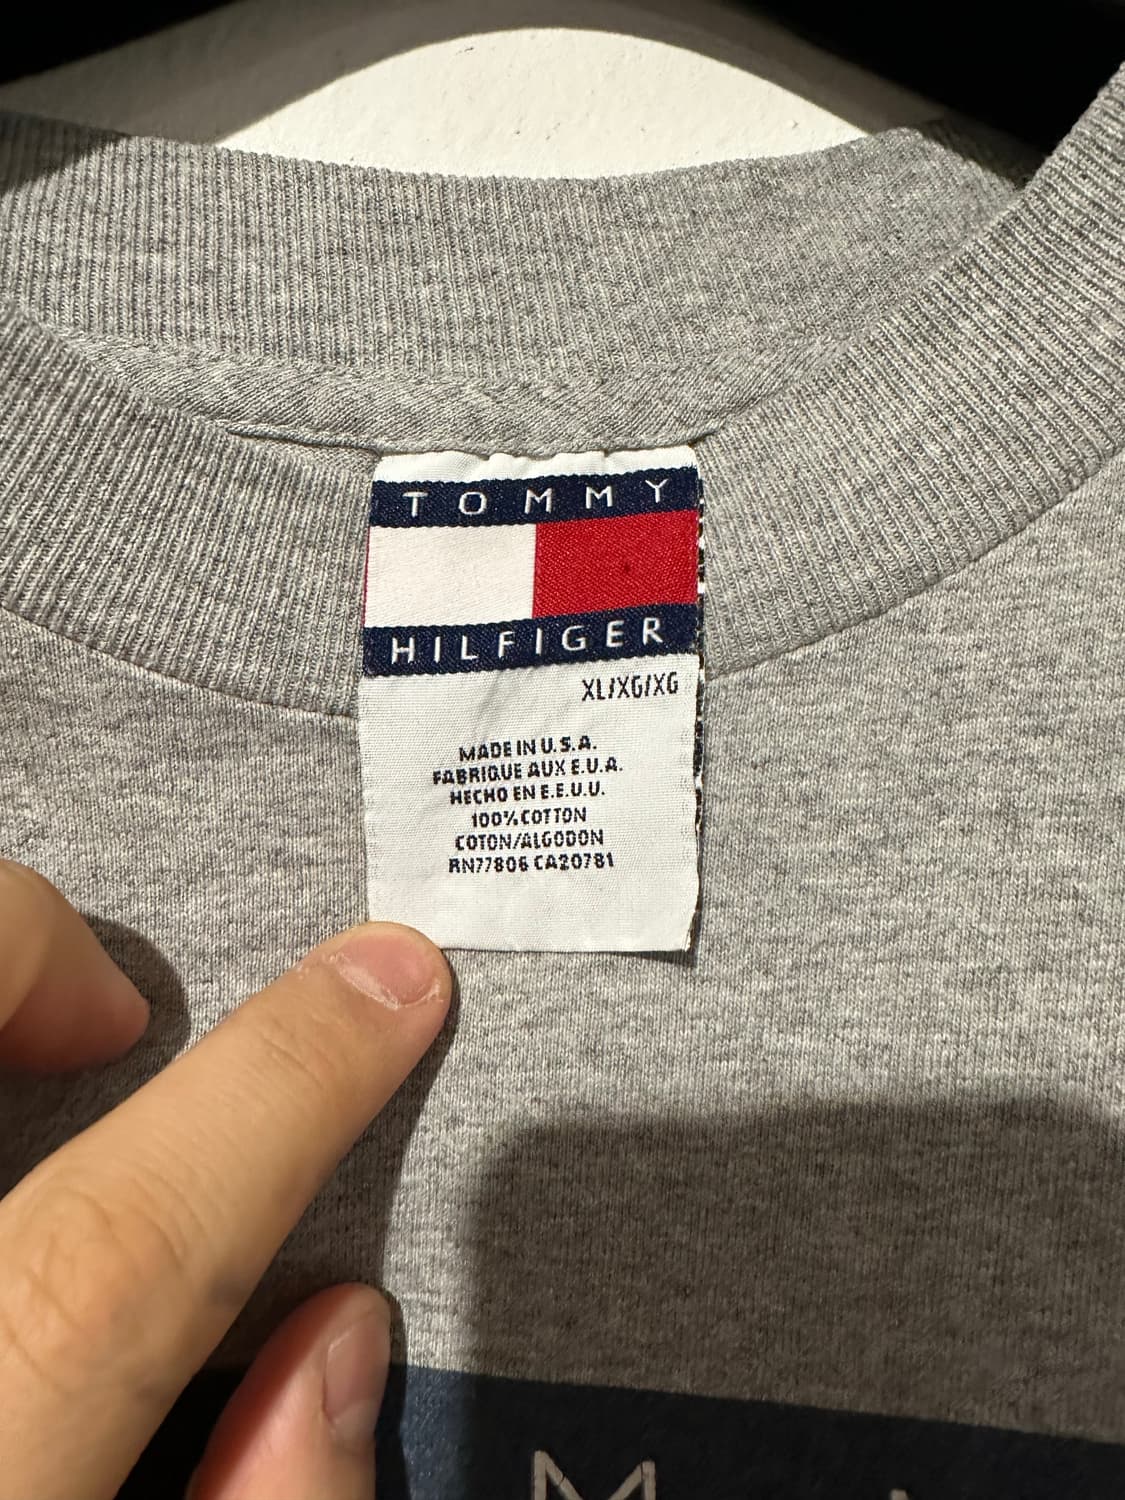 TOMMY
HILFIGER
XL/XG/XG
MADE IN U.S.A.
FABRIQUE AUX E.U.A.
HECHO EN E.E.U.U.
100% COTTON
COTON/ALGODON
RN77806 CA20781
M